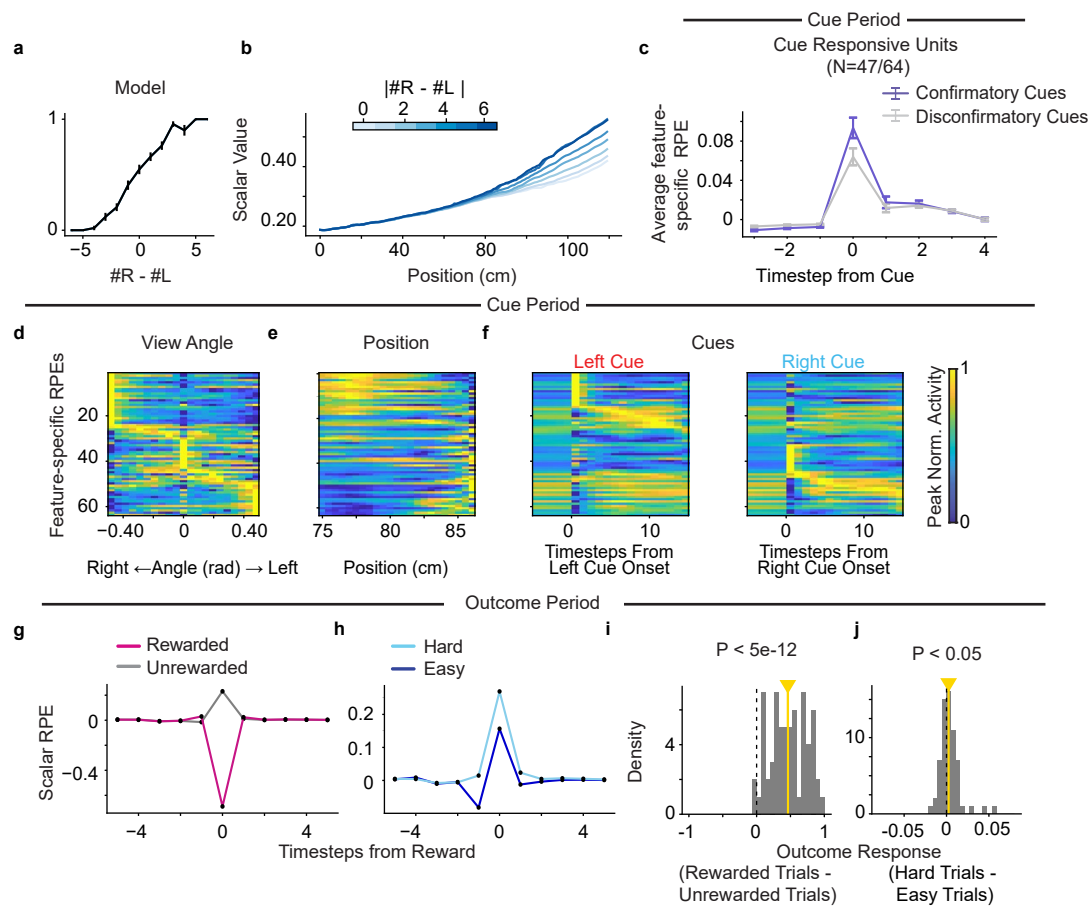 Cue Period
a
b
c
Model
|#R - #L |
0 2 4 6
Cue Responsive Units
(N=47/64)
Confirmatory Cues
Disconfirmatory Cues
1
0
−5 0 5
#R - #L
Scalar Value
0.40
0.20
0 40 80 100
Position (cm)
Average feature-
specific RPE
0.08
0.04
0
−2 0 2 4
Timestep from Cue
Cue Period
d
e
f
View Angle
Position
Cues
Left Cue
Right Cue
Feature-specific RPEs
20
40
60
−0.40 0 0.40
Right ←Angle (rad) → Left
75 80 85
Position (cm)
0 10
Timesteps From
Left Cue Onset
0 10
Timesteps From
Right Cue Onset
Peak Norm. Activity
1
0
Outcome Period
g
h
i
j
Rewarded
Unrewarded
Hard
Easy
P < 5e-12
P < 0.05
Scalar RPE
0
−0.4
−4 0 4
0.2
0.1
0
−4 0 4
Timesteps from Reward
Density
4
0
-1 0 1
10
0
-0.05 0 0.05
Outcome Response
(Rewarded Trials -
Unrewarded Trials)
(Hard Trials -
Easy Trials)